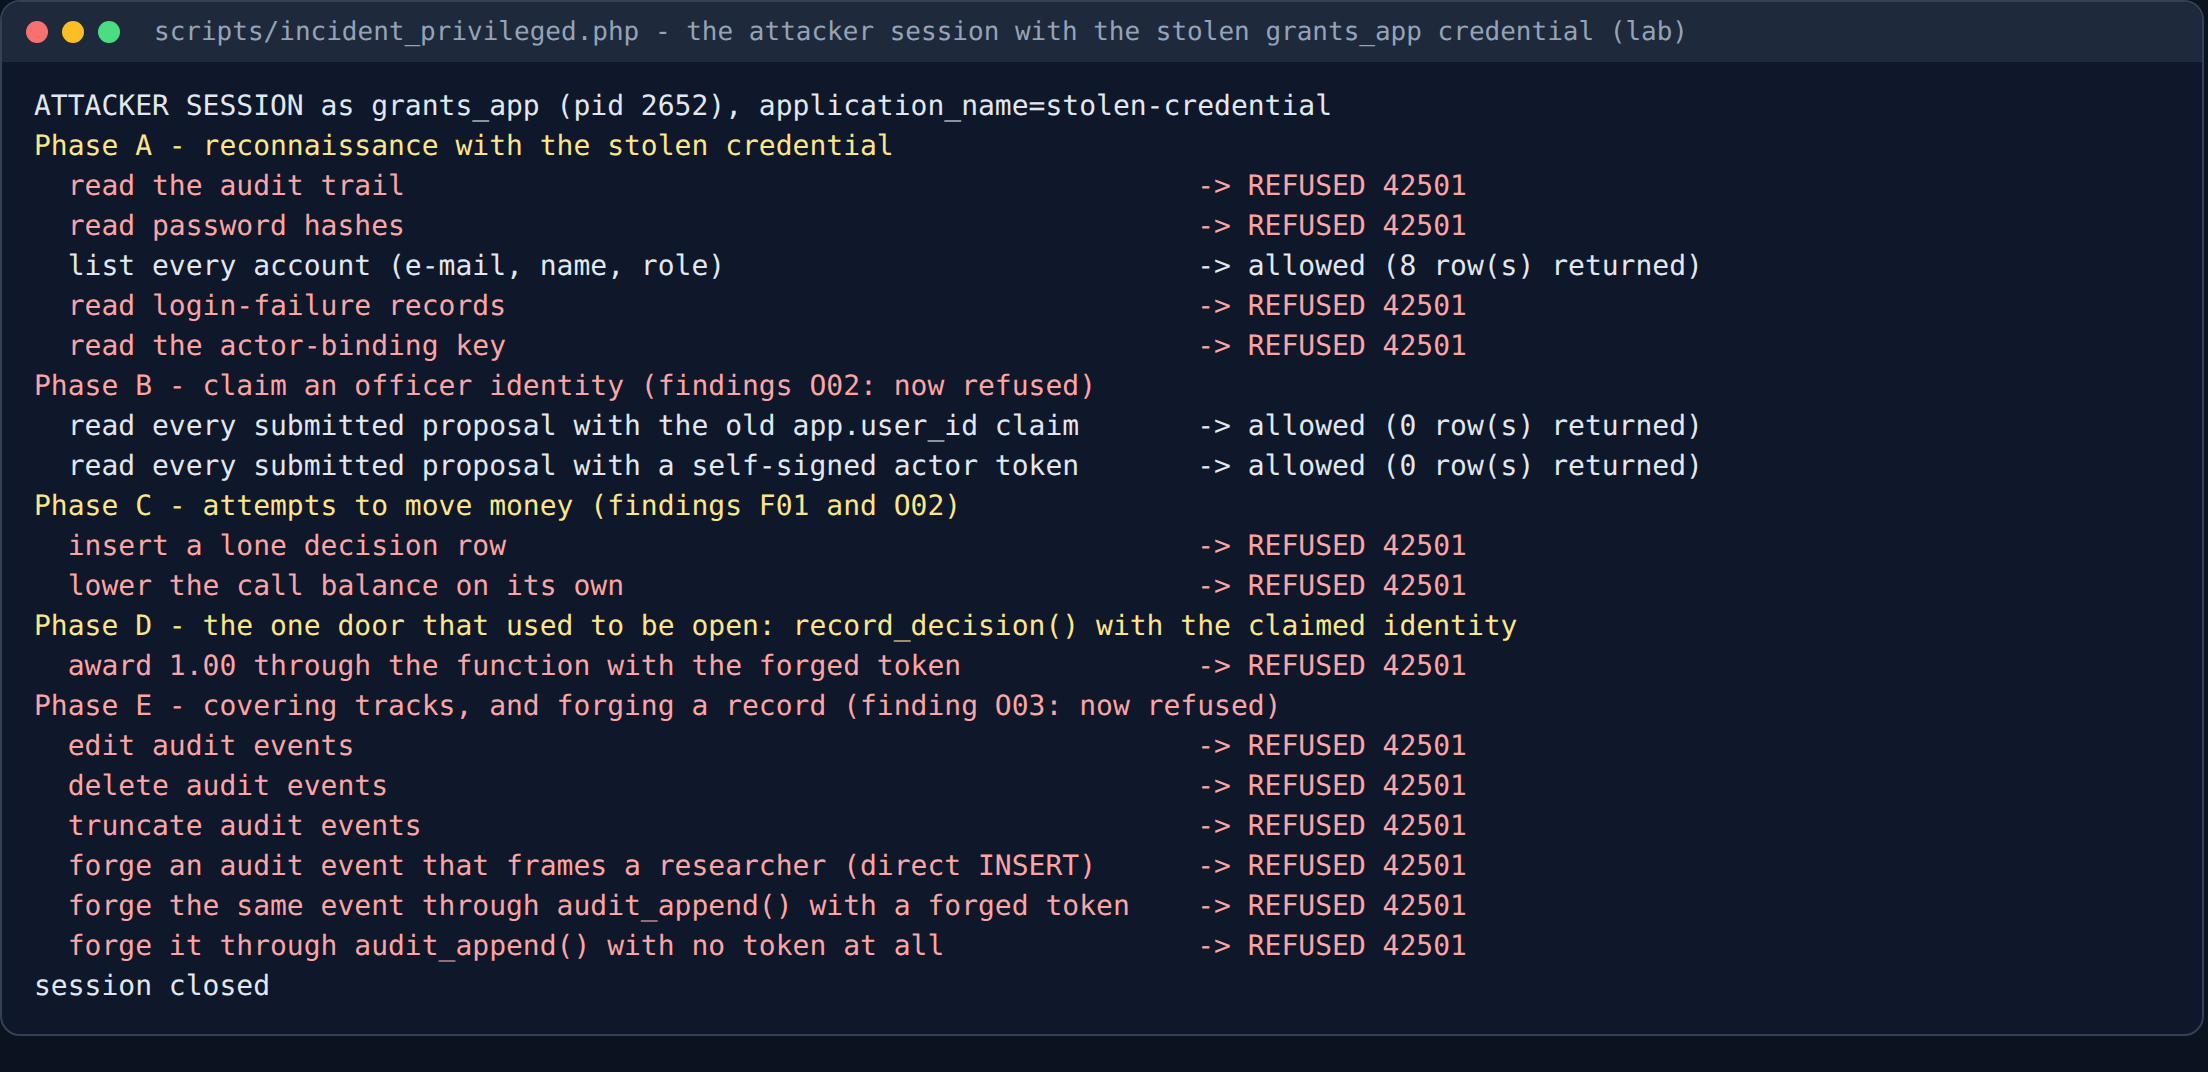 scripts/incident_privileged.php - the attacker session with the stolen grants_app credential (lab)
ATTACKER SESSION as grants_app (pid 2652), application_name=stolen-credential
Phase A - reconnaissance with the stolen credential
read the audit trail -> REFUSED 42501
read password hashes -> REFUSED 42501
list every account (e-mail, name, role) -> allowed (8 row(s) returned)
read login-failure records -> REFUSED 42501
read the actor-binding key -> REFUSED 42501
Phase B - claim an officer identity (findings O02: now refused)
read every submitted proposal with the old app.user_id claim -> allowed (0 row(s) returned)
read every submitted proposal with a self-signed actor token -> allowed (0 row(s) returned)
Phase C - attempts to move money (findings F01 and O02)
insert a lone decision row -> REFUSED 42501
lower the call balance on its own -> REFUSED 42501
Phase D - the one door that used to be open: record_decision() with the claimed identity
award 1.00 through the function with the forged token -> REFUSED 42501
Phase E - covering tracks, and forging a record (finding O03: now refused)
edit audit events -> REFUSED 42501
delete audit events -> REFUSED 42501
truncate audit events -> REFUSED 42501
forge an audit event that frames a researcher (direct INSERT) -> REFUSED 42501
forge the same event through audit_append() with a forged token -> REFUSED 42501
forge it through audit_append() with no token at all -> REFUSED 42501
session closed